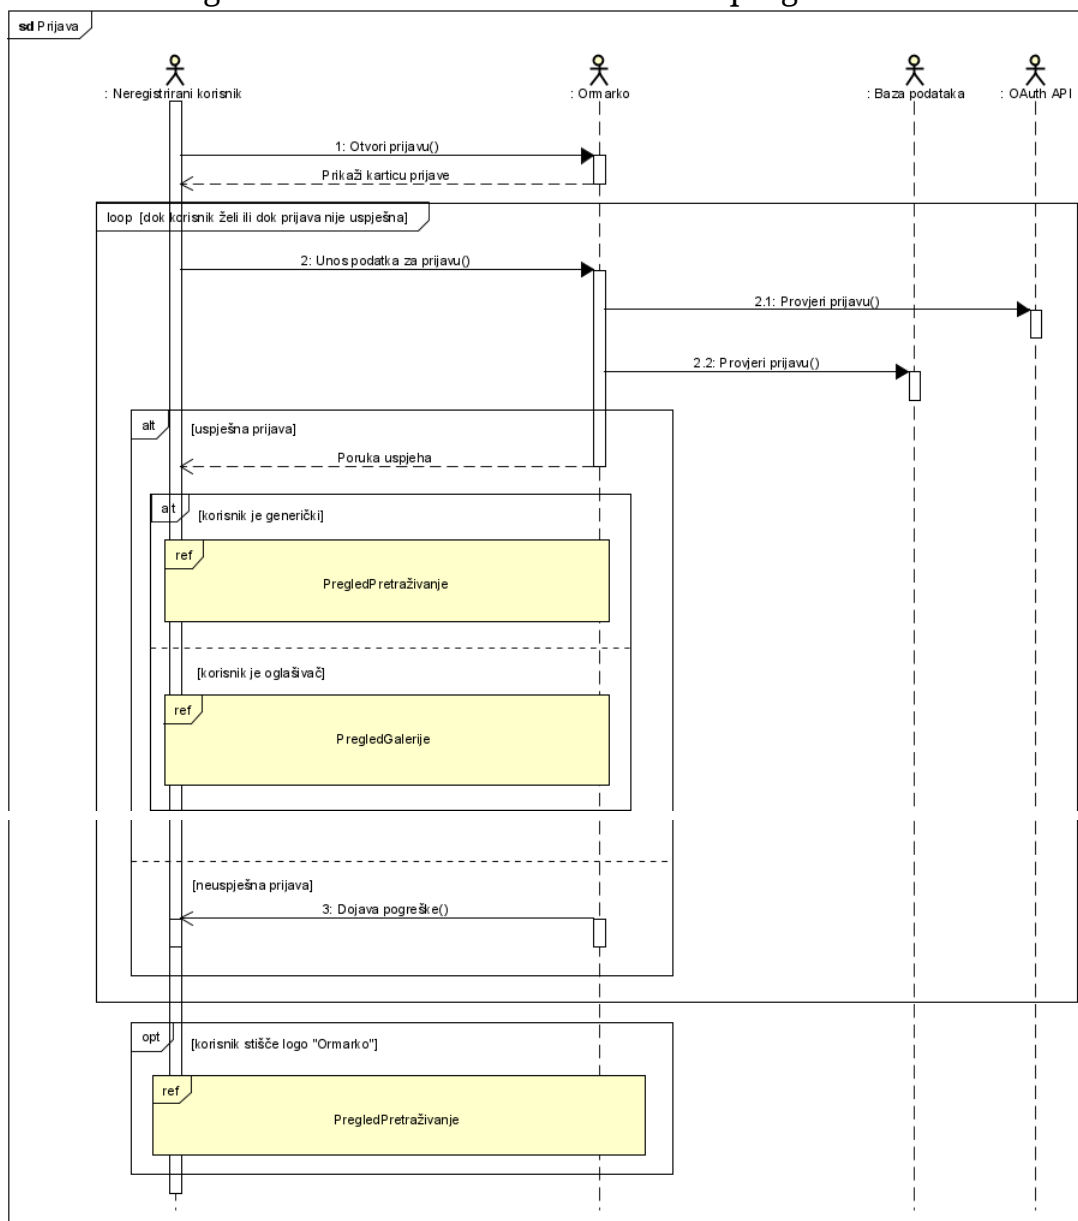 sd Prijava
: Neregistrirani korisnik
: Ormarko
: Baza podataka
: OAuth API
1: Otvori prijavu()
Prikaži karticu prijave
loop [dok korisnik želi ili dok prijava nije uspješna]
2: Unos podatka za prijavu()
2.1: Provjeri prijavu()
2.2: Provjeri prijavu()
alt [uspješna prijava]
Poruka uspjeha
alt [korisnik je generički]
ref
PregledPretraživanje
[korisnik je oglašivač]
ref
PregledGalerije
[neuspješna prijava]
3: Dojava pogreške()
opt [korisnik stišče logo "Ormarko"]
ref
PregledPretraživanje